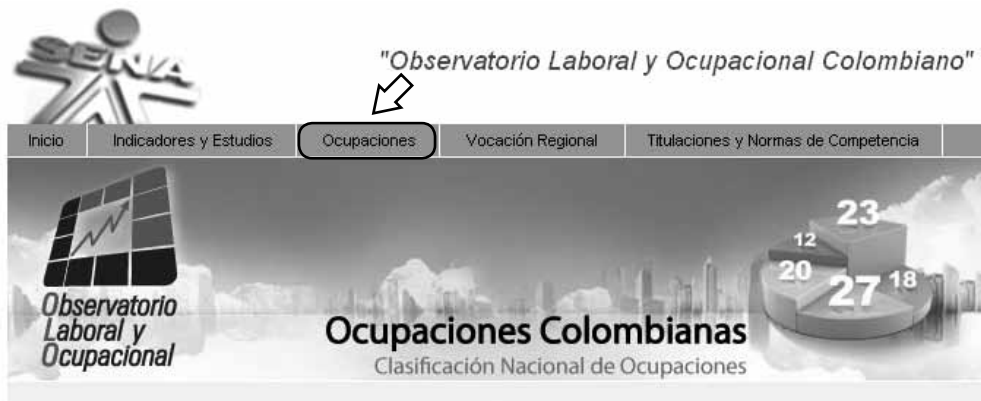 SENA
"Observatorio Laboral y Ocupacional Colombiano"
Inicio Indicadores y Estudios Ocupaciones Vocación Regional Titulaciones y Normas de Competencia
23
12
20
27
18
Observatorio
Laboral y
Ocupacional
Ocupaciones Colombianas
Clasificación Nacional de Ocupaciones